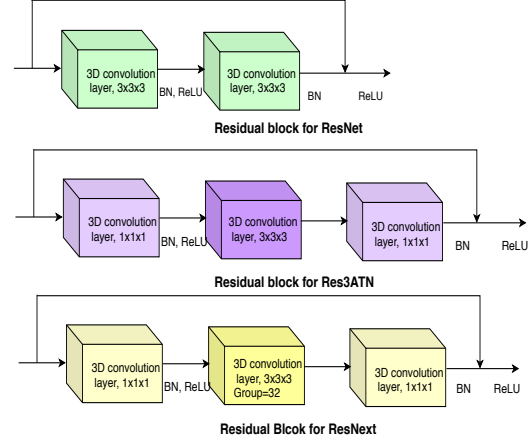 3D convolution
layer, 3x3x3
BN, ReLU
3D convolution
layer, 3x3x3
BN
ReLU
Residual block for ResNet
3D convolution
layer, 1x1x1
BN, ReLU
3D convolution
layer, 3x3x3
3D convolution
layer, 1x1x1
BN
ReLU
Residual block for Res3ATN
3D convolution
layer, 1x1x1
BN, ReLU
3D convolution
layer, 3x3x3
Group=32
3D convolution
layer, 1x1x1
BN
ReLU
Residual Blcok for ResNext